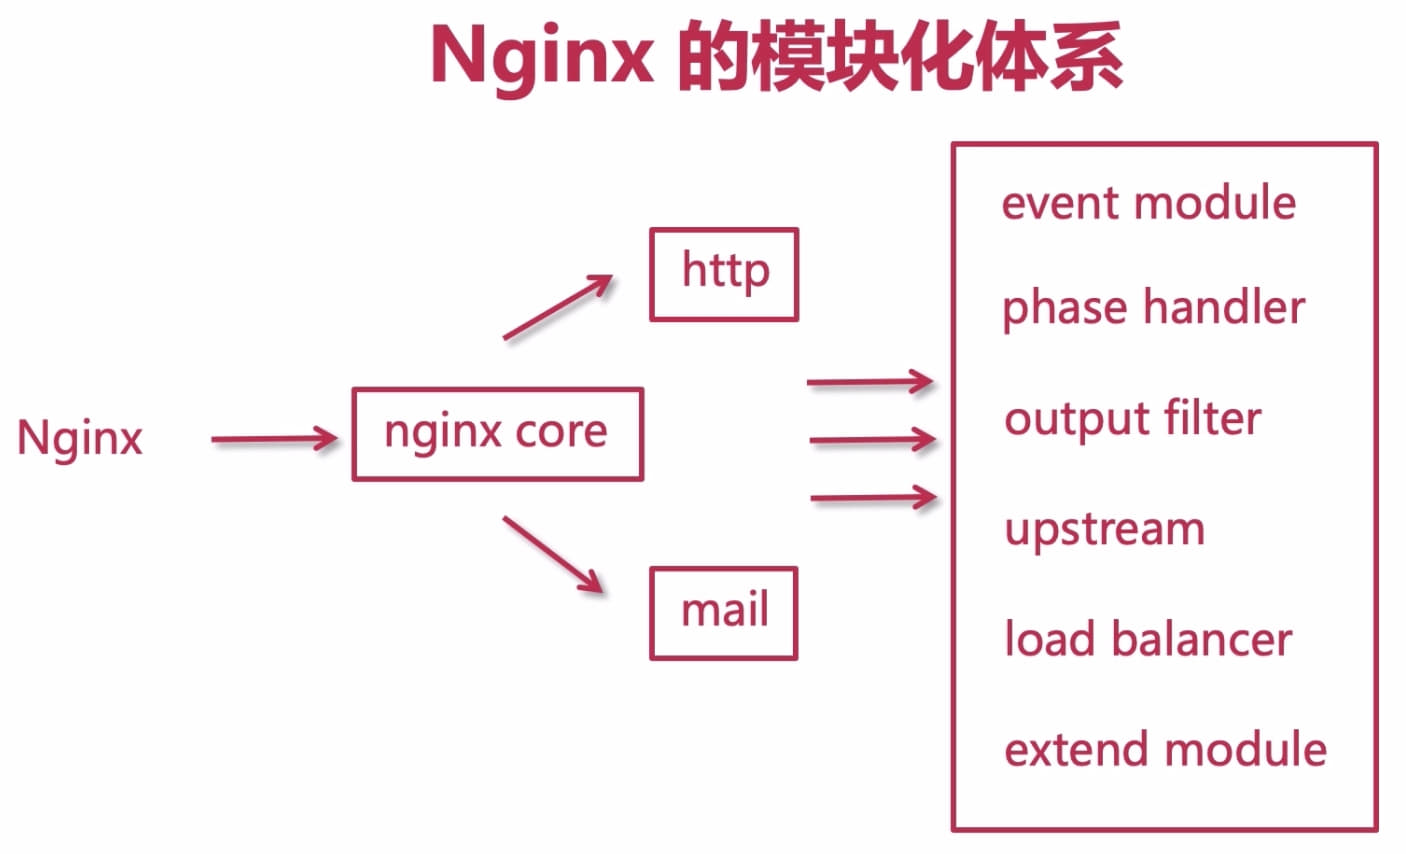 Nginx 的模块化体系
Nginx
nginx core
http
mail
event module
phase handler
output filter
upstream
load balancer
extend module